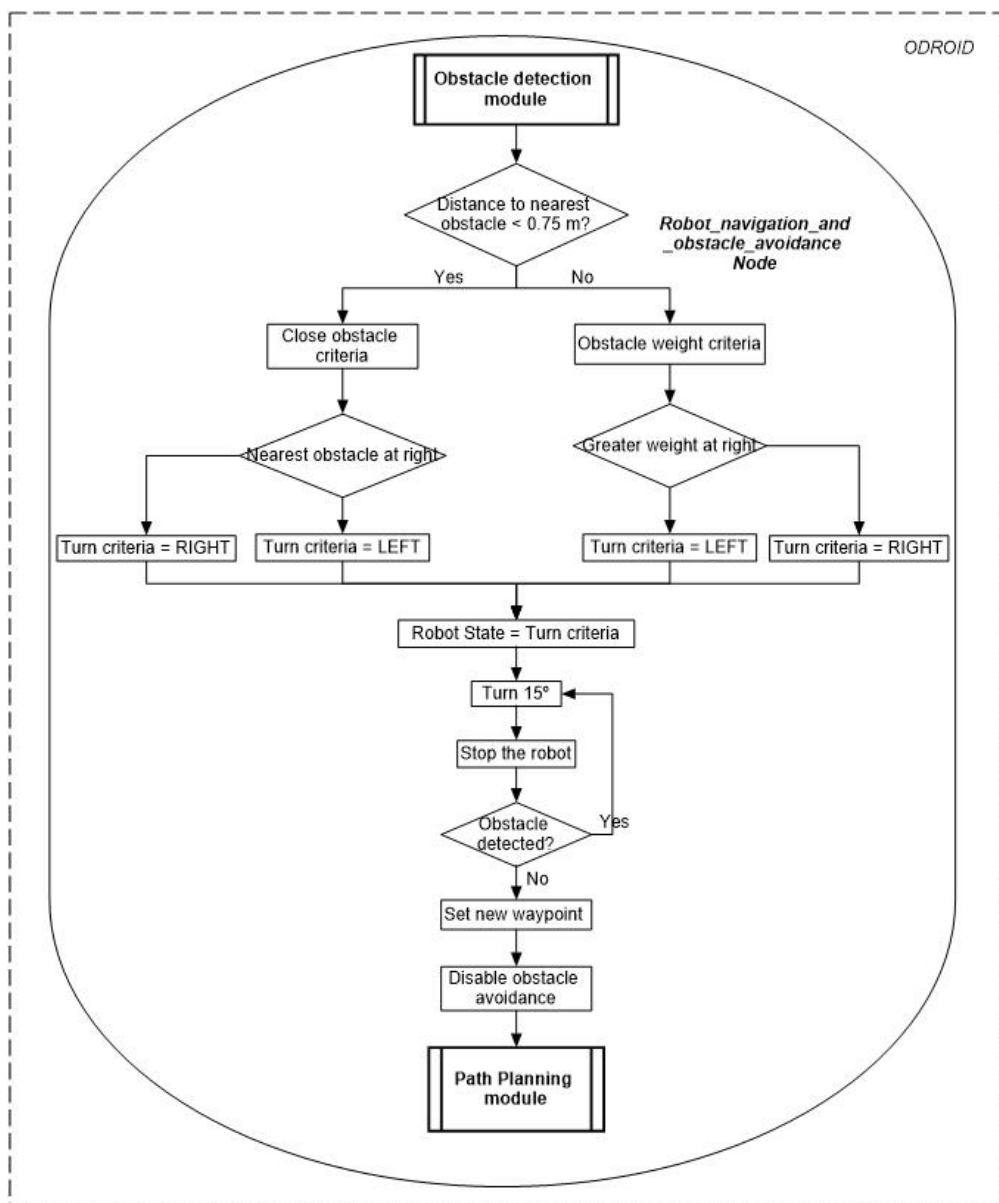 ODROID
Obstacle detection
module
Distance to nearest
obstacle < 0.75 m?
Robot_navigation_and
_obstacle_avoidance
Node
Yes
No
Close obstacle
criteria
Obstacle weight criteria
Nearest obstacle at right
Greater weight at right
Turn criteria = RIGHT
Turn criteria = LEFT
Turn criteria = LEFT
Turn criteria = RIGHT
Robot State = Turn criteria
Turn 15º
Stop the robot
Obstacle
detected?
Yes
No
Set new waypoint
Disable obstacle
avoidance
Path Planning
module